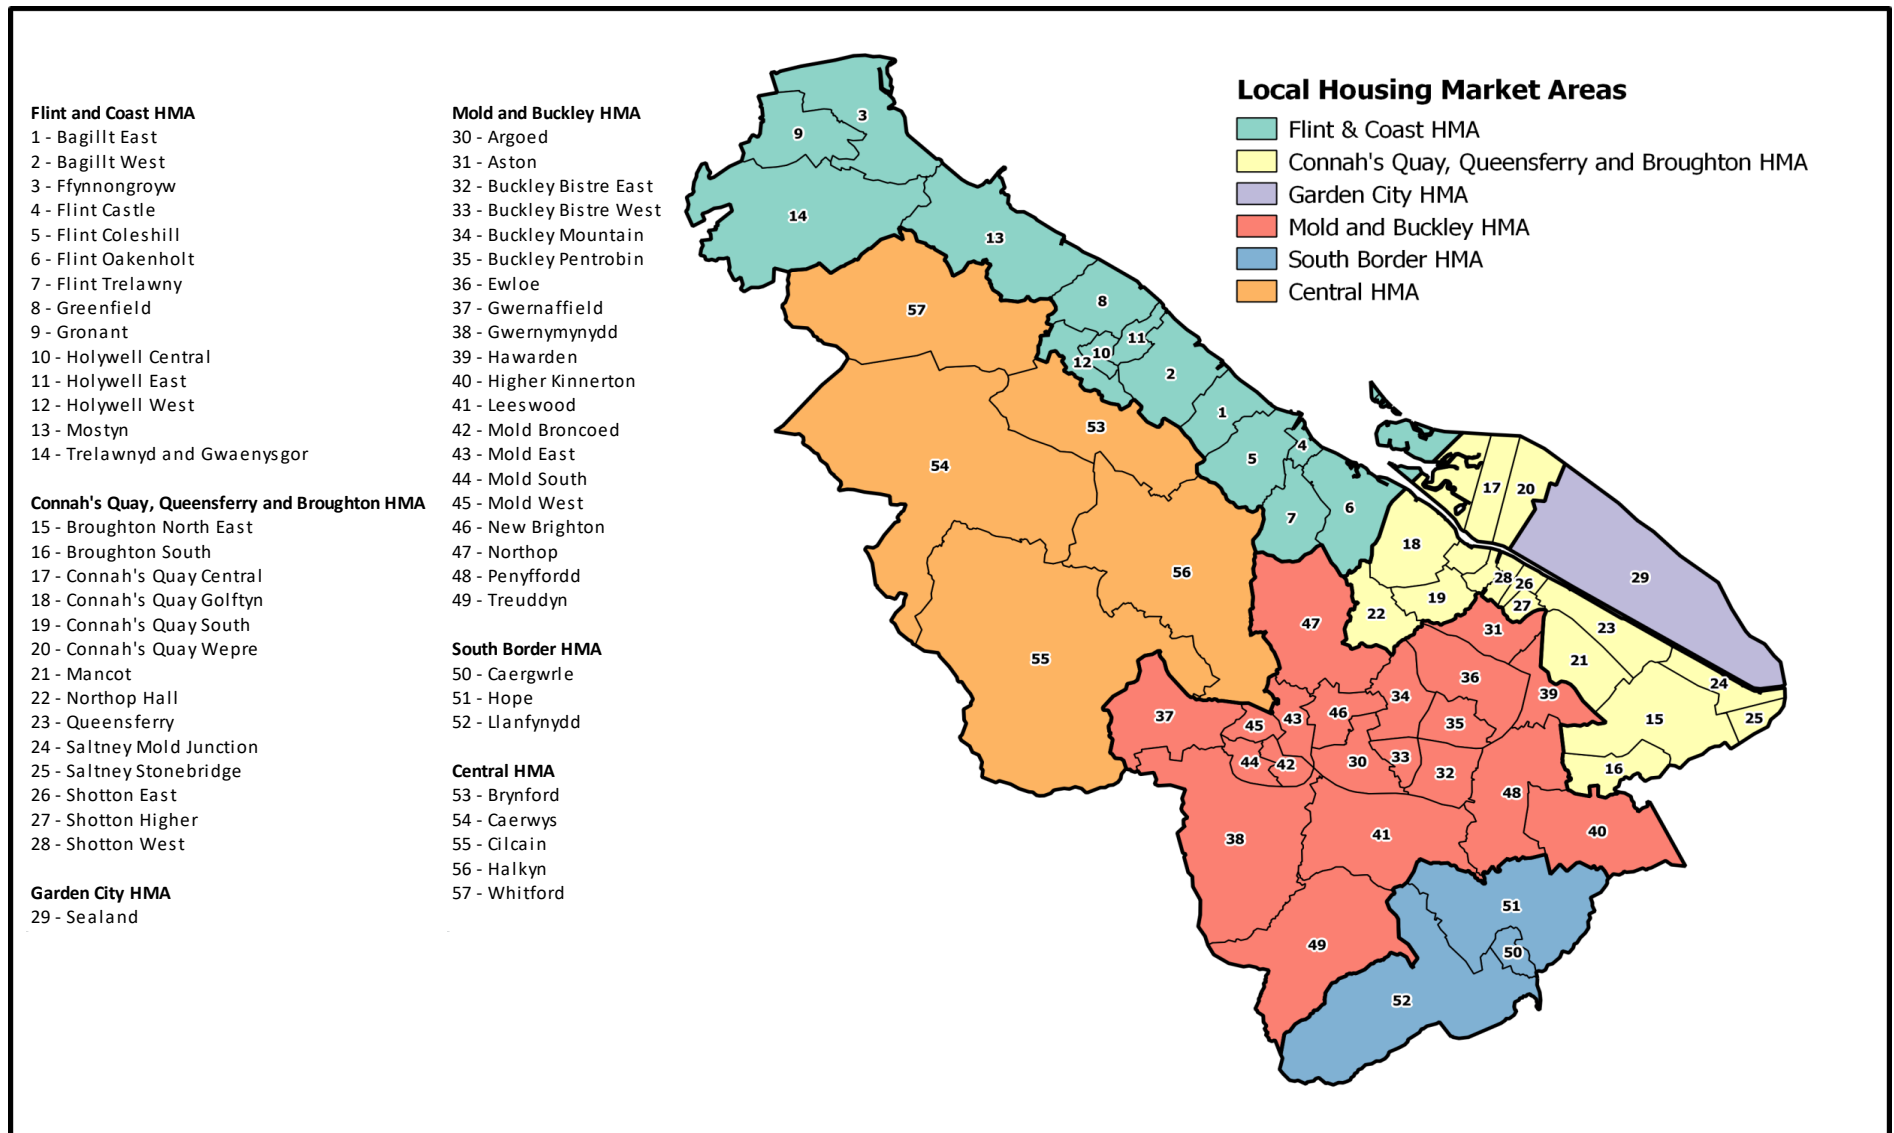 Flint and Coast HMA
1 - Bagillt East
2 - Bagillt West
3 - Ffynnongroyw
4 - Flint Castle
5 - Flint Coleshill
6 - Flint Oakenholt
7 - Flint Trelawny
8 - Greenfield
9 - Gronant
10 - Holywell Central
11 - Holywell East
12 - Holywell West
13 - Mostyn
14 - Trelawnyd and Gwaenysgor
Connah's Quay, Queensferry and Broughton HMA
15 - Broughton North East
16 - Broughton South
17 - Connah's Quay Central
18 - Connah's Quay Golftyn
19 - Connah's Quay South
20 - Connah's Quay Wepre
21 - Mancot
22 - Northop Hall
23 - Queensferry
24 - Saltney Mold Junction
25 - Saltney Stonebridge
26 - Shotton East
27 - Shotton Higher
28 - Shotton West
Garden City HMA
29 - Sealand
Mold and Buckley HMA
30 - Argoed
31 - Aston
32 - Buckley Bistre East
33 - Buckley Bistre West
34 - Buckley Mountain
35 - Buckley Pentrobin
36 - Ewloe
37 - Gwernaffield
38 - Gwernymynydd
39 - Hawarden
40 - Higher Kinnerton
41 - Leeswood
42 - Mold Broncoed
43 - Mold East
44 - Mold South
45 - Mold West
46 - New Brighton
47 - Northop
48 - Penyffordd
49 - Treuddyn
South Border HMA
50 - Caergwrle
51 - Hope
52 - Llanfynydd
Central HMA
53 - Brynford
54 - Caerwys
55 - Cilcain
56 - Halkyn
57 - Whitford
Local Housing Market Areas
Flint & Coast HMA
Connah's Quay, Queensferry and Broughton HMA
Garden City HMA
Mold and Buckley HMA
South Border HMA
Central HMA
3
9
14
13
57
8
11
10
12
2
1
53
4
5
54
17
20
6
7
18
56
28
26
29
19
27
22
47
31
23
55
21
36
24
39
34
37
46
43
45
35
15
25
44
42
30
33
32
16
48
38
41
40
51
49
50
52